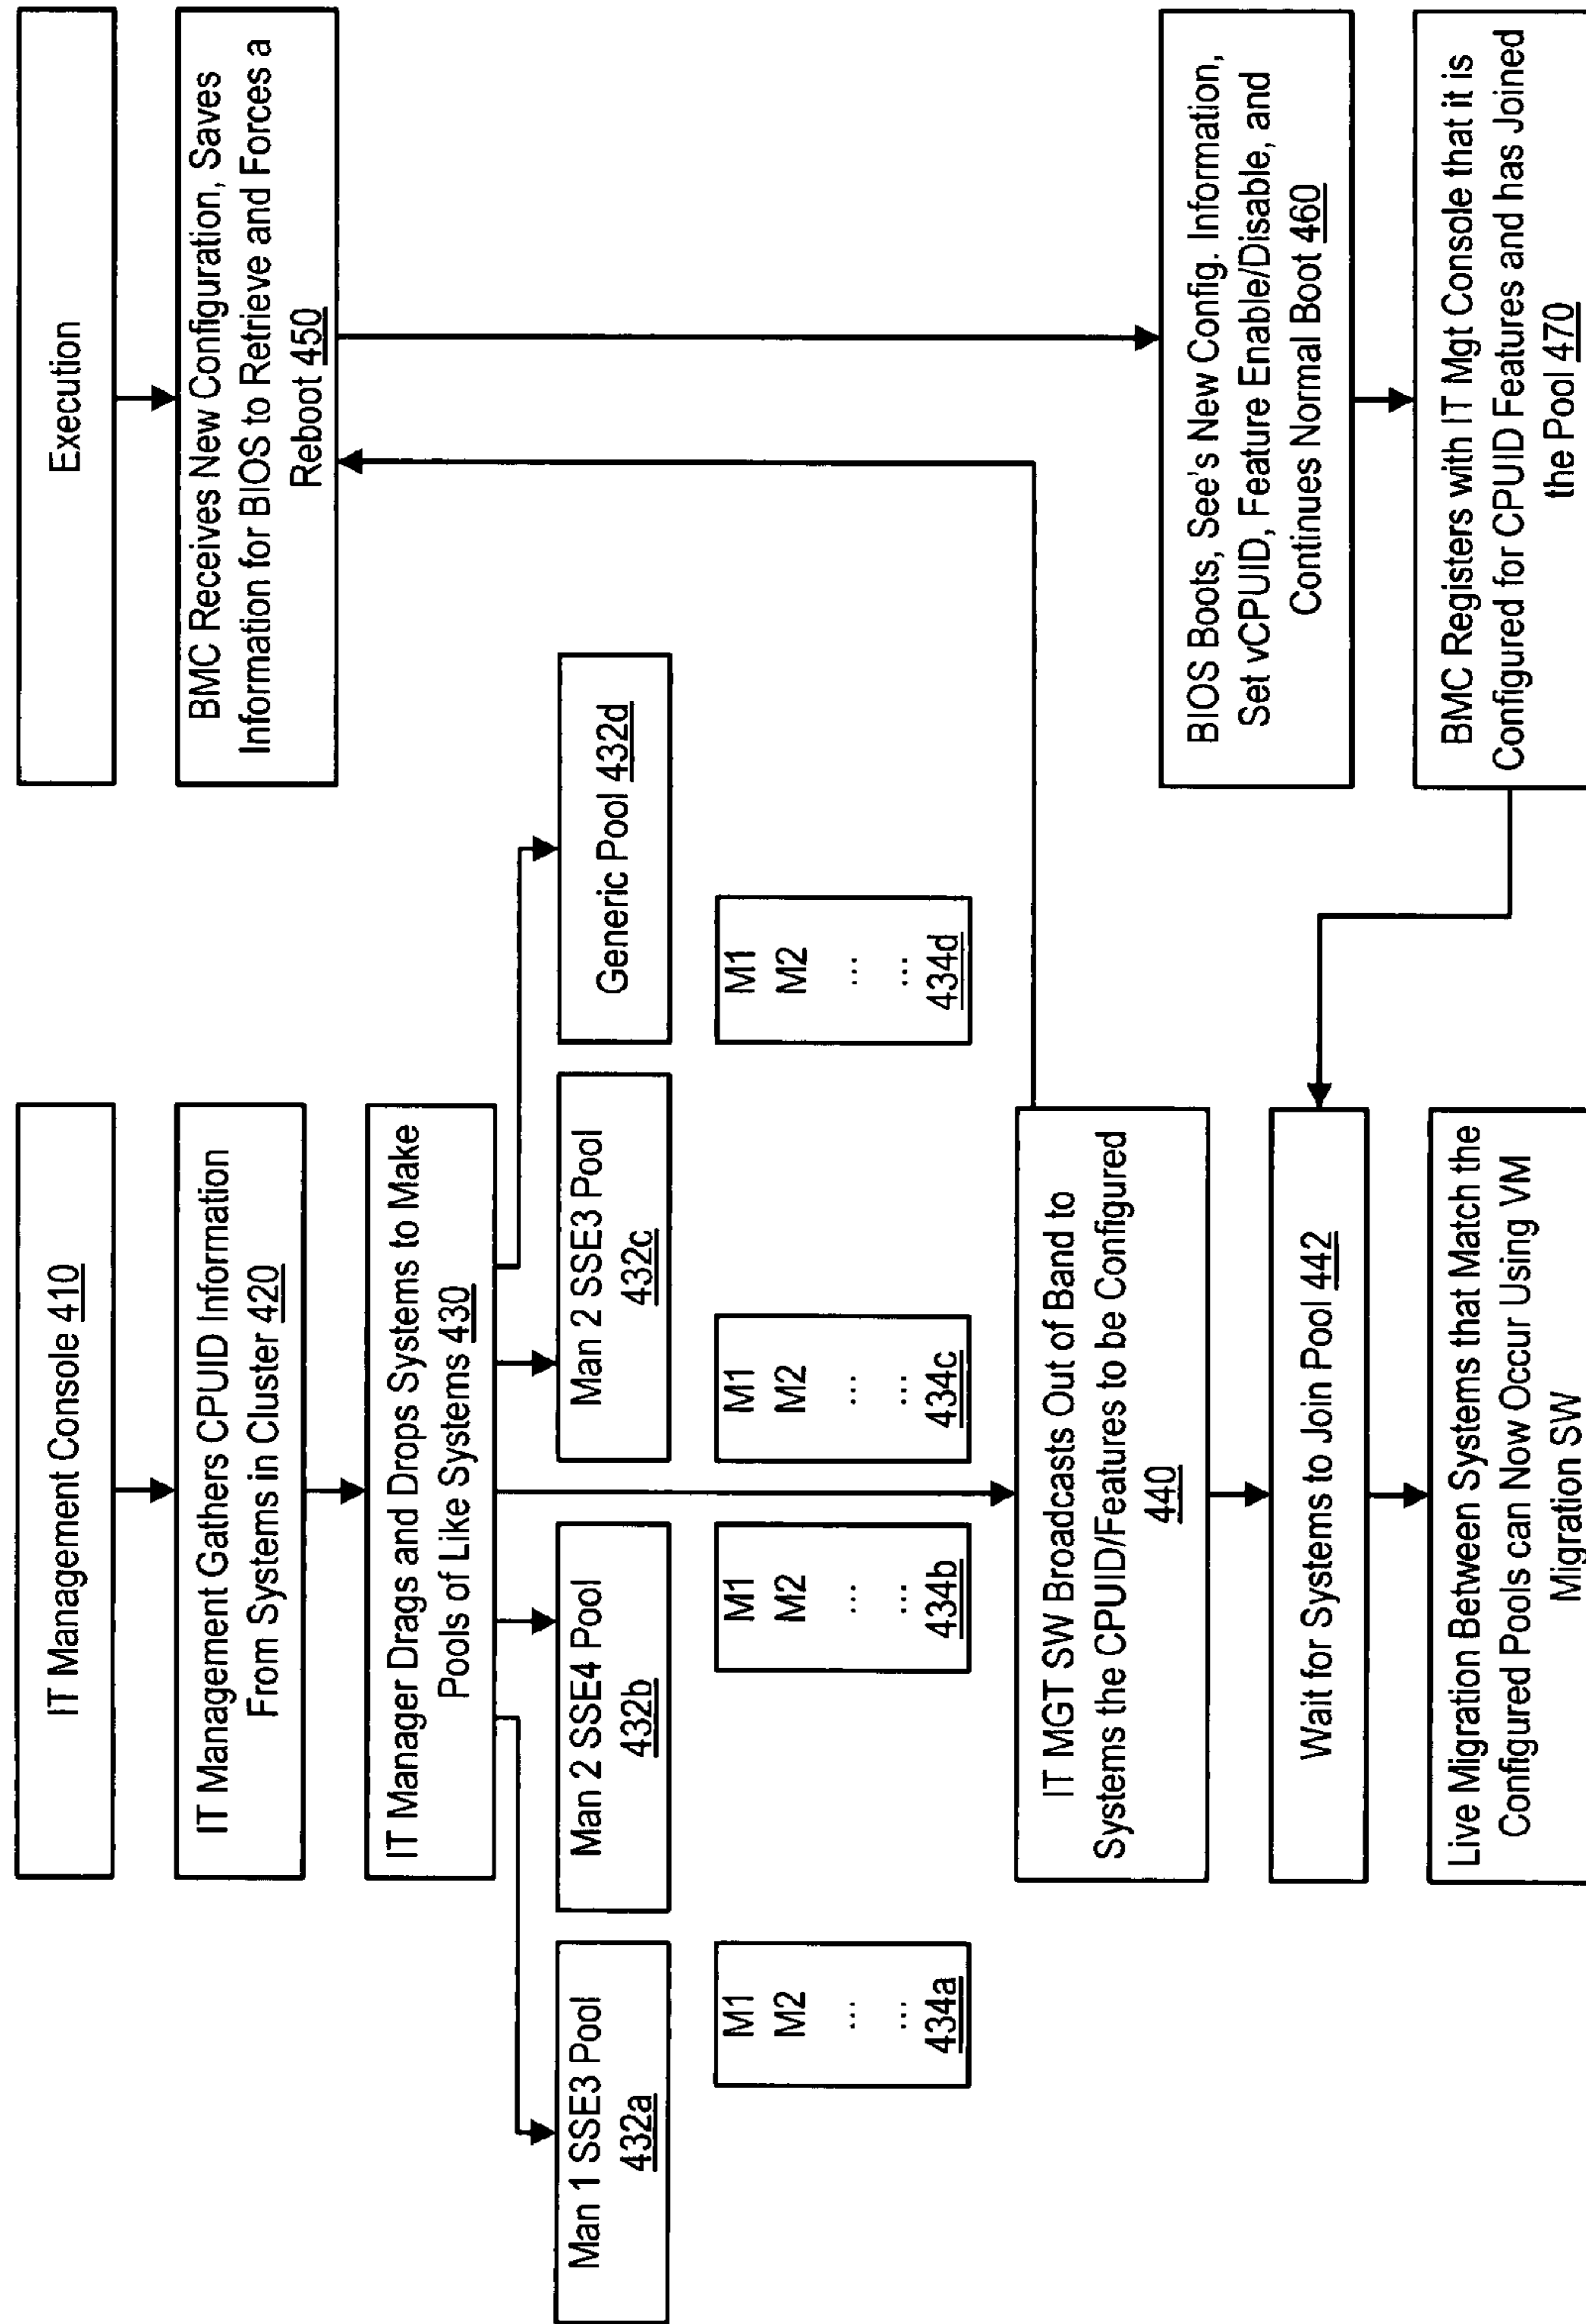 IT Management Console 410
IT Management Gathers CPUID Information
From Systems in Cluster 420
IT Manager Drags and Drops Systems to Make
Pools of Like Systems 430
Man 1 SSE3 Pool
432a
Man 2 SSE4 Pool
432b
Man 2 SSE3 Pool
432c
Generic Pool 432d
M1
M2
...
...
434a
M1
M2
...
...
434b
M1
M2
...
...
434c
M1
M2
...
...
434d
IT MGT SW Broadcasts Out of Band to
Systems the CPUID/Features to be Configured
440
Wait for Systems to Join Pool 442
Live Migration Between Systems that Match the
Configured Pools can Now Occur Using VM
Migration SW
Execution
BMC Receives New Configuration, Saves
Information for BIOS to Retrieve and Forces a
Reboot 450
BIOS Boots, See's New Config. Information,
Set vCPUID, Feature Enable/Disable, and
Continues Normal Boot 460
BMC Registers with IT Mgt Console that it is
Configured for CPUID Features and has Joined
the Pool 470